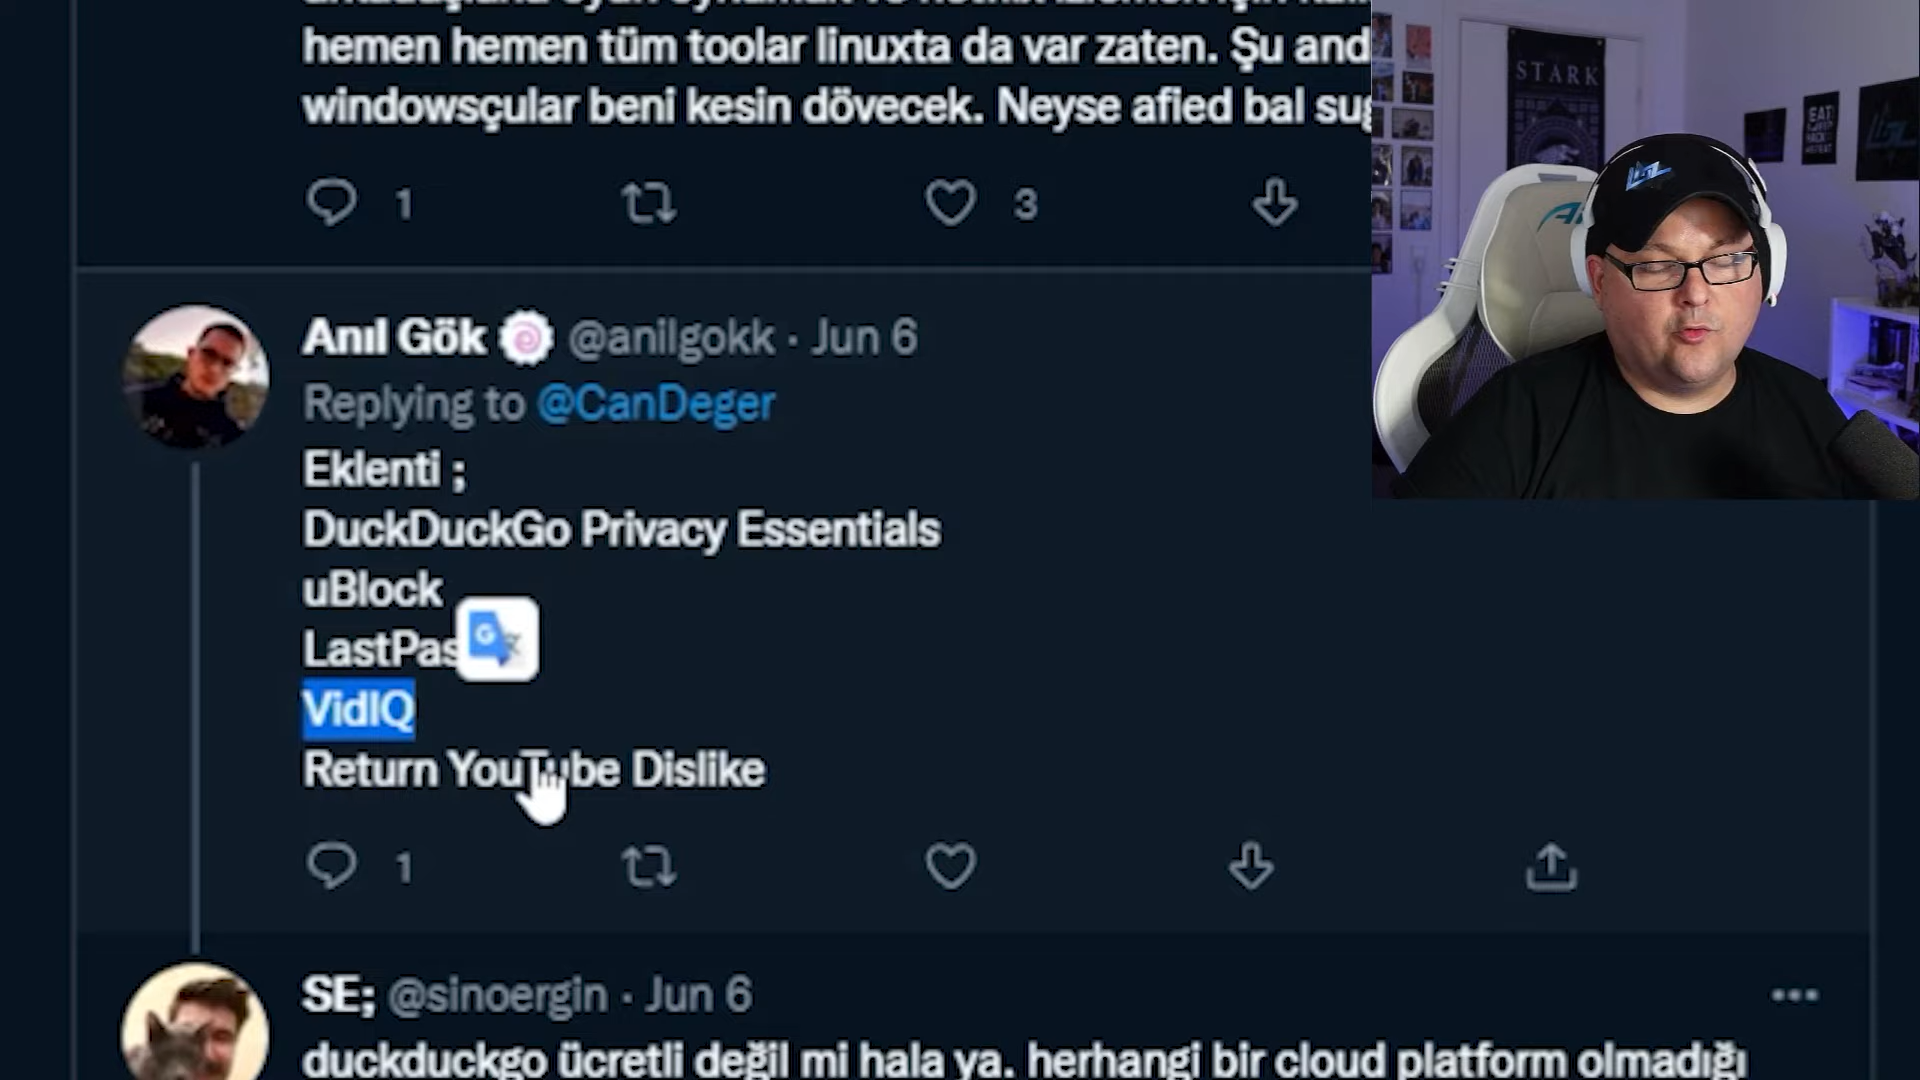 hemen hemen tüm toolar linuxta da var zaten. Şu and
windowsçular beni kesin dövecek. Neyse afied bal
1
3
STARK
EAT
Anıl Gök @anilgokk · Jun 6
Replying to @CanDeger
Eklenti ;
DuckDuckGo Privacy Essentials
uBlock
LastPas
VidIQ
Return YouTube Dislike
1
SE; @sinoergin · Jun 6
duckduckgo ücretli değil mi hala ya. herhangi bir cloud platform olmadığı